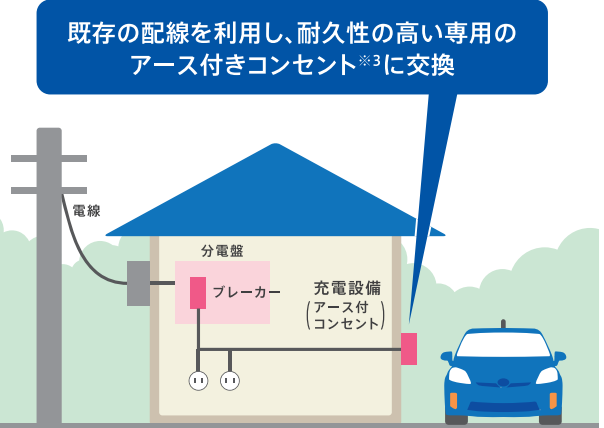 既存の配線を利用し、耐久性の高い専用の
アース付きコンセント※3に交換
電線
分電盤
ブレーカー
充電設備
(アース付
コンセント)